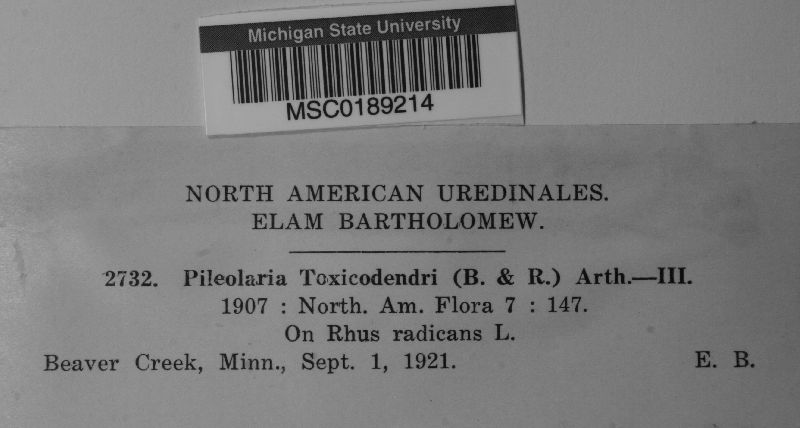 Michigan State University
MSC0189214
NORTH AMERICAN UREDINALES.
ELAM BARTHOLOMEW.
2732. Pileolaria Toxicodendri (B. & R.) Arth.—III.
1907 : North. Am. Flora 7 : 147.
On Rhus radicans L.
Beaver Creek, Minn., Sept. 1, 1921. E. B.